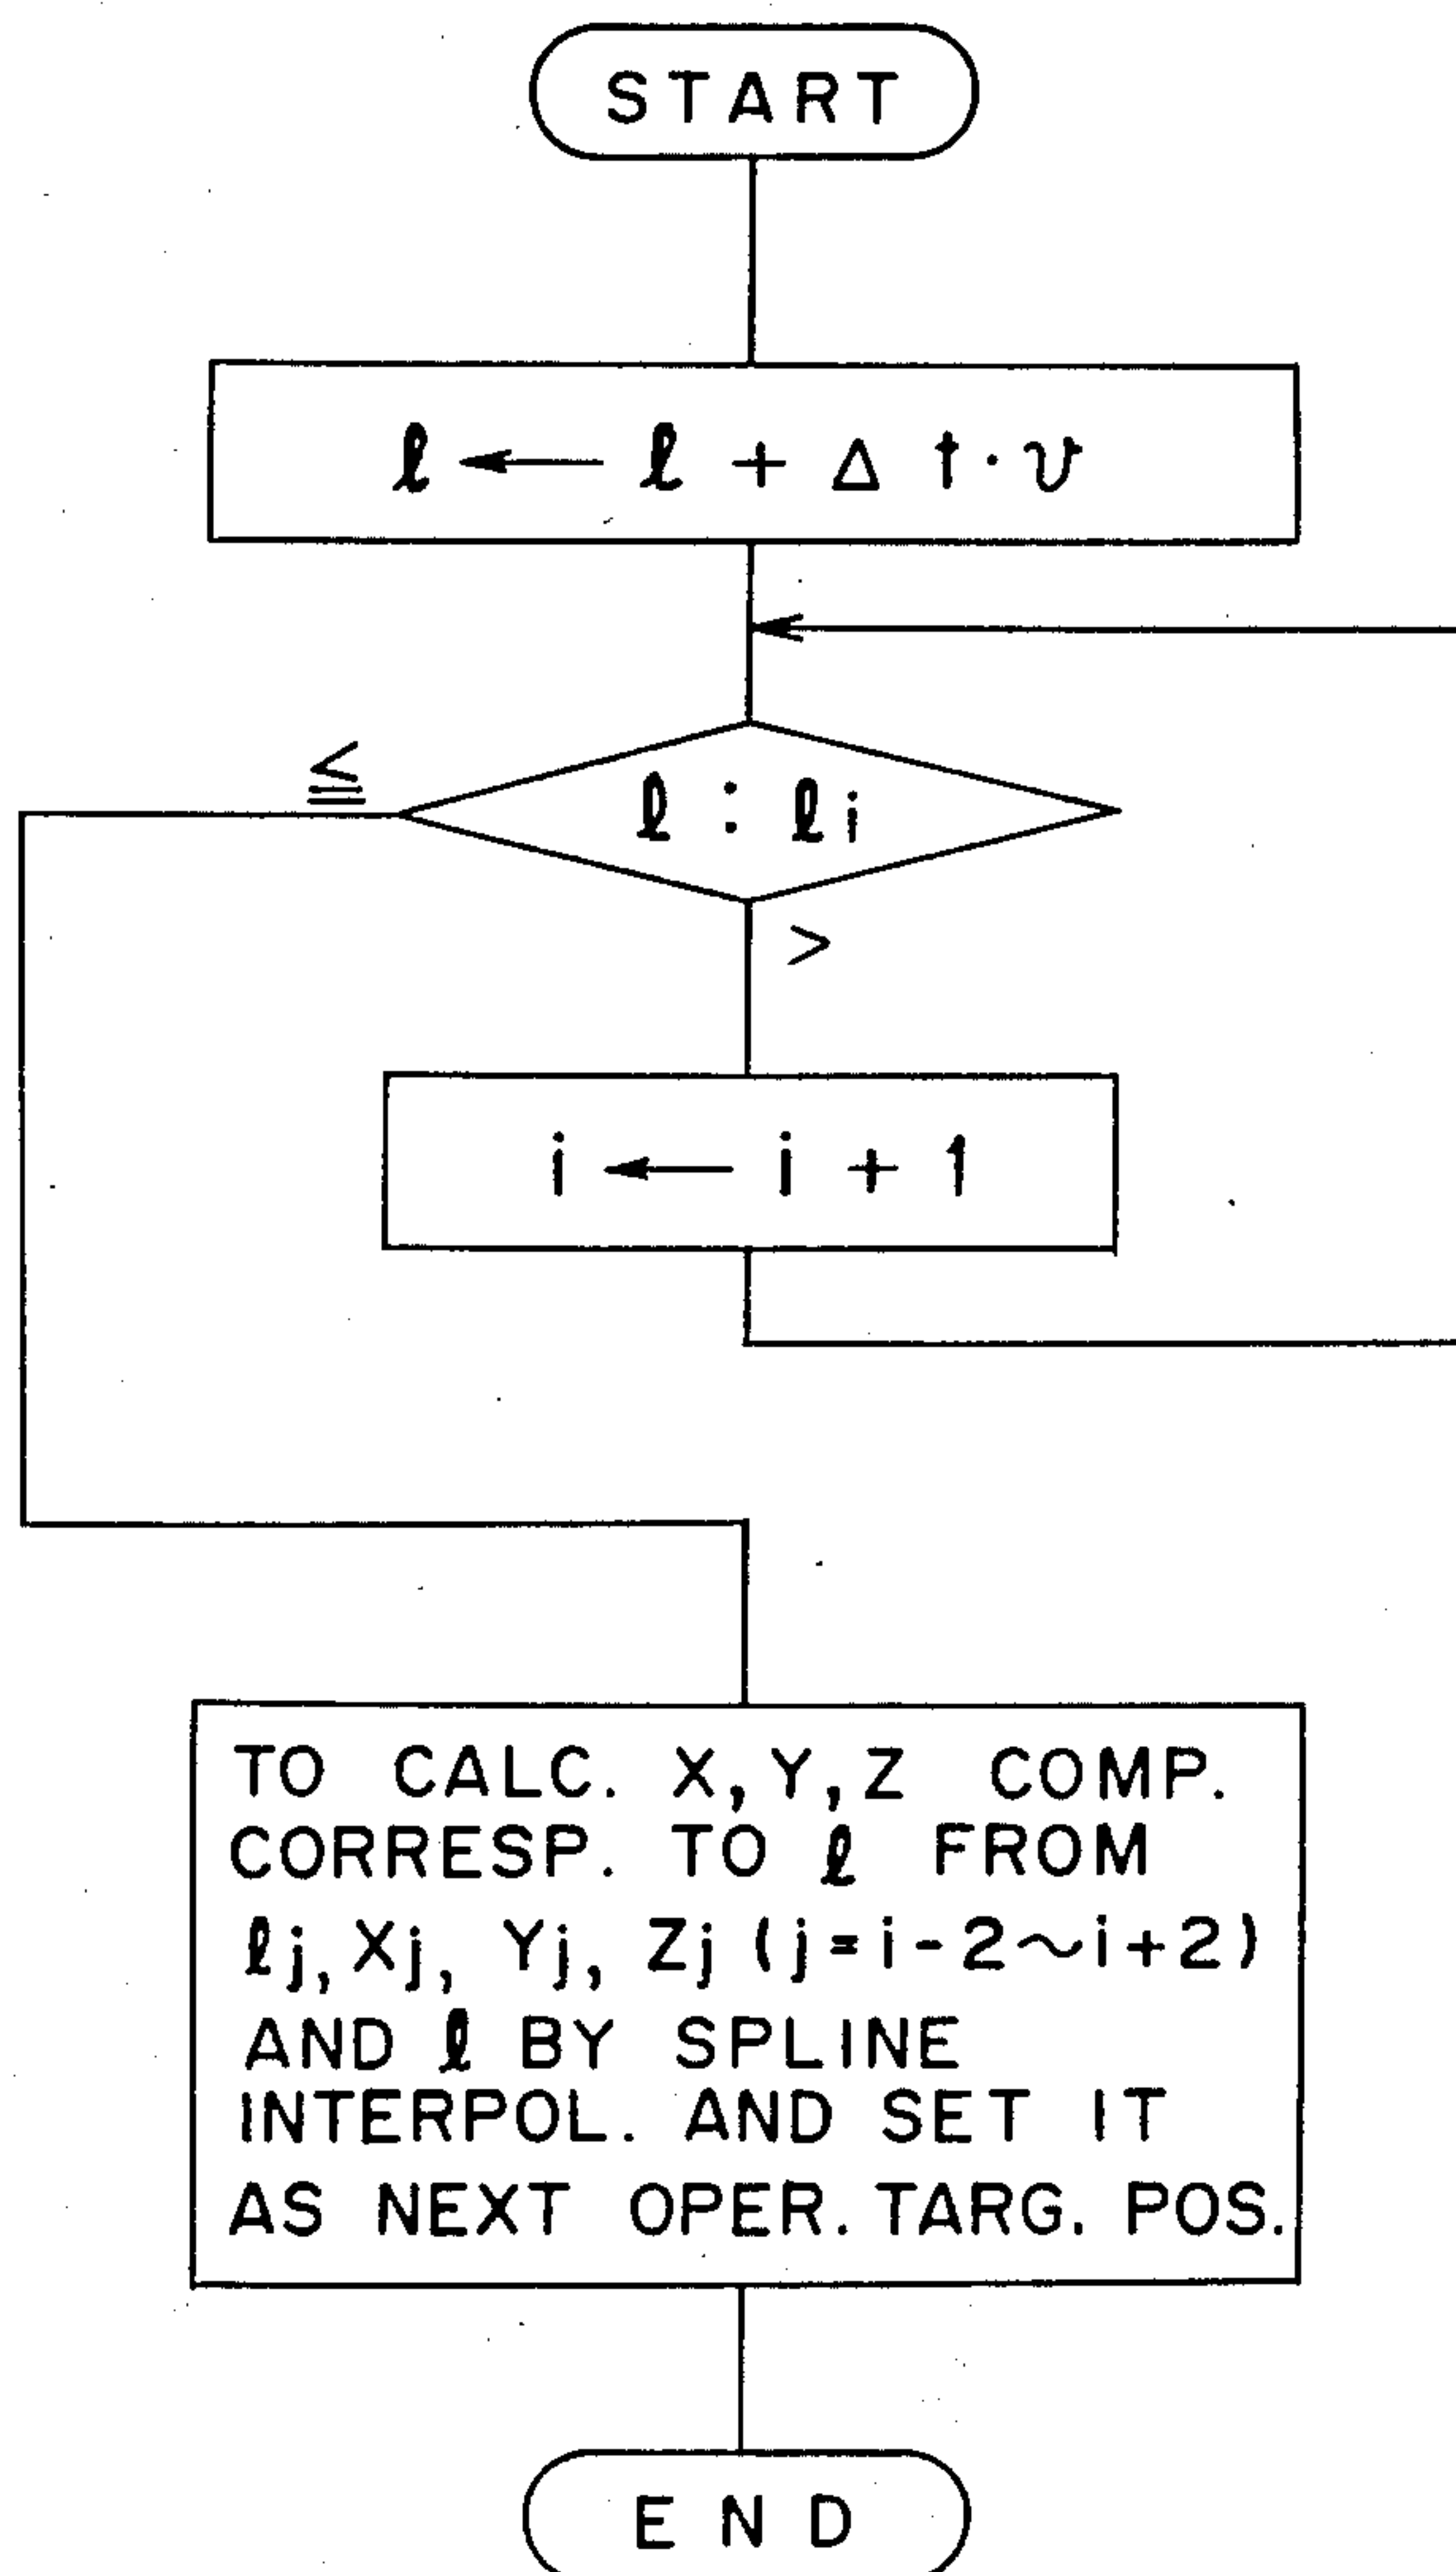 START
ℓ ← ℓ + Δ t · v
≦
ℓ : ℓi
>
i ← i + 1
TO CALC. X, Y, Z COMP.
CORRESP. TO ℓ FROM
ℓj, Xj, Yj, Zj (j=i-2~i+2)
AND ℓ BY SPLINE
INTERPOL. AND SET IT
AS NEXT OPER. TARG. POS.
END